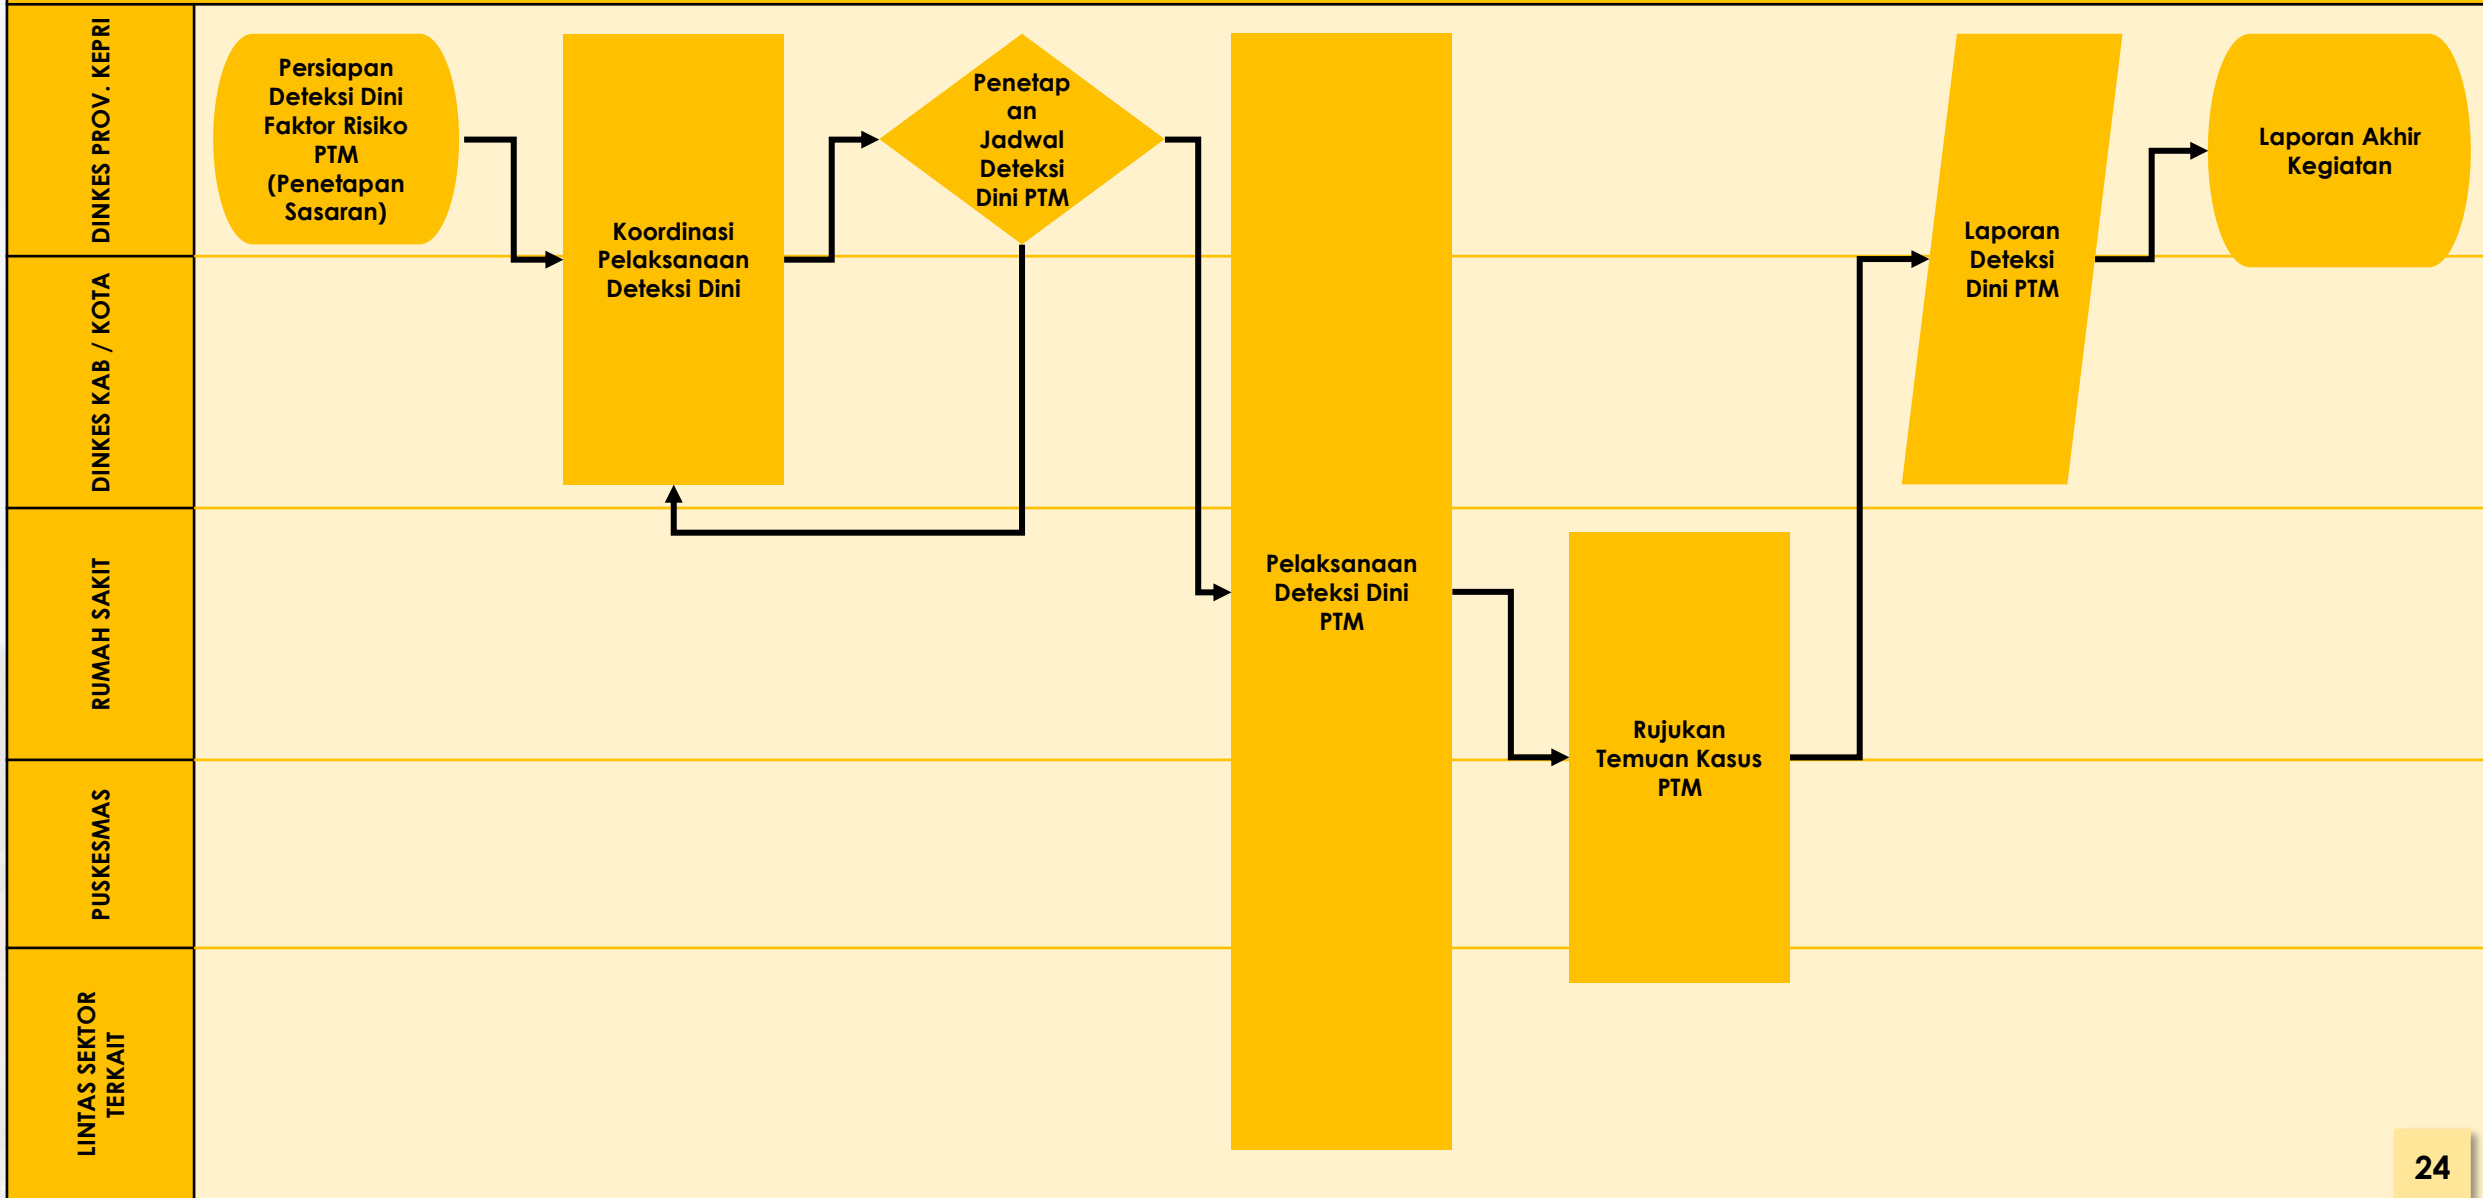 DINKES PROV. KEPRI
Persiapan
Deteksi Dini
Faktor Risiko
PTM
(Penetapan
Sasaran)
Koordinasi
Pelaksanaan
Deteksi Dini
Penetap
an
Jadwal
Deteksi
Dini PTM
Laporan
Deteksi
Dini PTM
Laporan Akhir
Kegiatan
DINKES KAB / KOTA
RUMAH SAKIT
Pelaksanaan
Deteksi Dini
PTM
Rujukan
Temuan Kasus
PTM
PUSKESMAS
LINTAS SEKTOR
TERKAIT
24